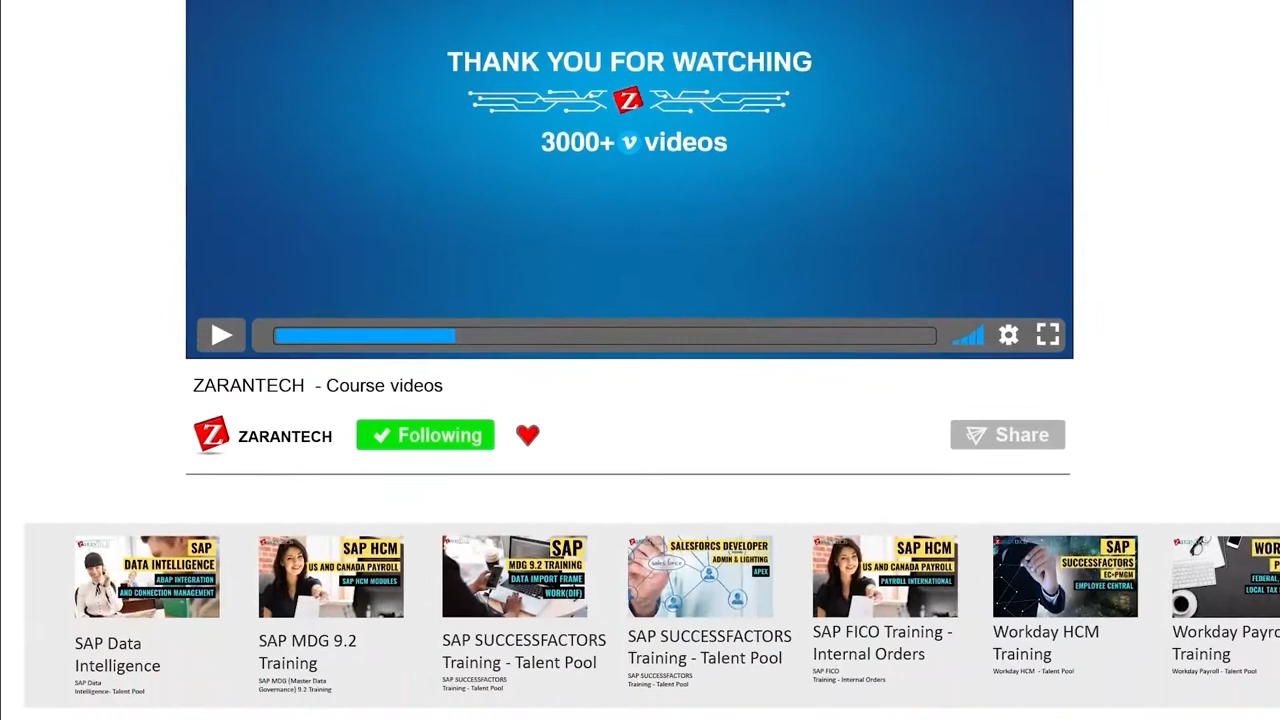 THANK YOU FOR WATCHING
Z
3000+ v videos
ZARANTECH - Course videos
Z ZARANTECH
Following
Share
SAP
DATA INTELLIGENCE
ABAP INTEGRATION
AND CONNECTION MANAGEMENT
SAP Data
Intelligence
SAP Data
Intelligence- Talent Pool
SAP HCM
US AND CANADA PAYROLL
SAP HCM MODULES
SAP MDG 9.2
Training
SAP MDG (Master Data
Governance) 9.2 Training
SAP
MDG 9.2 TRAINING
DATA IMPORT FRAME
WORK(DIF)
SAP SUCCESSFACTORS
Training - Talent Pool
SAP SUCCESSFACTORS
Training - Talent Pool
SALESFORCS DEVELOPER
ADMIN & LIGHTING
APEX
sales force
SAP SUCCESSFACTORS
Training - Talent Pool
SAP SUCCESSFACTORS
Training - Talent Pool
SAP HCM
US AND CANADA PAYROLL
PAYROLL INTERNATIONAL
SAP FICO Training -
Internal Orders
SAP FICO
Training - Internal Orders
SAP
SUCCESSFACTORS
EC+PMGM
EMPLOYEE CENTRAL
Workday HCM
Training
Workday HCM - Talent Pool
WOR
P
FEDERAL,
LOCAL TAX
Workday Payro
Training
Workday Payroll - Talent Pool